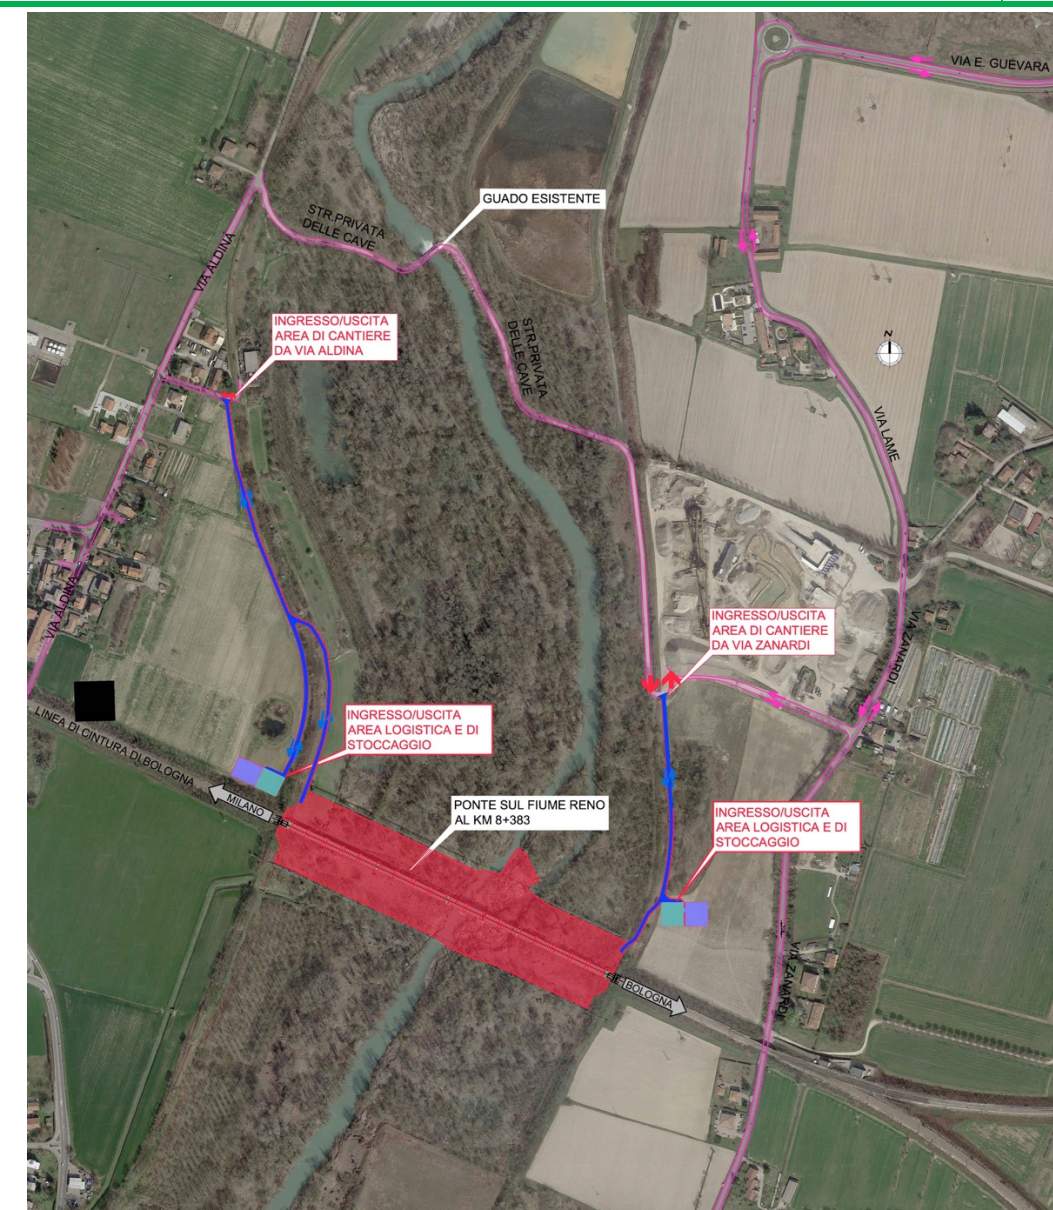 VIA E. GUEVARA
GUADO ESISTENTE
STR.PRIVATA
DELLE CAVE
VIA ALDINA
INGRESSO/USCITA
AREA DI CANTIERE
DA VIA ALDINA
STR.PRIVATA
DELLE CAVE
N
VIA LAME
VIA ALDINA
INGRESSO/USCITA
AREA DI CANTIERE
DA VIA ZANARDI
VIA ZANARDI
LINEA DI CINTURA DI BOLOGNA
INGRESSO/USCITA
AREA LOGISTICA E DI
STOCCAGGIO
MILANO
PONTE SUL FIUME RENO
AL KM 8+383
INGRESSO/USCITA
AREA LOGISTICA E DI
STOCCAGGIO
VIA ZANARDI
BOLOGNA